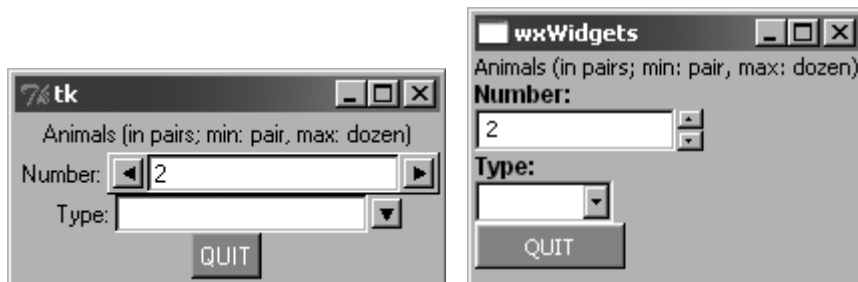 tk
Animals (in pairs; min: pair, max: dozen)
Number: 2
Type:
QUIT
wxWidgets
Animals (in pairs; min: pair, max: dozen)
Number:
2
Type:
QUIT